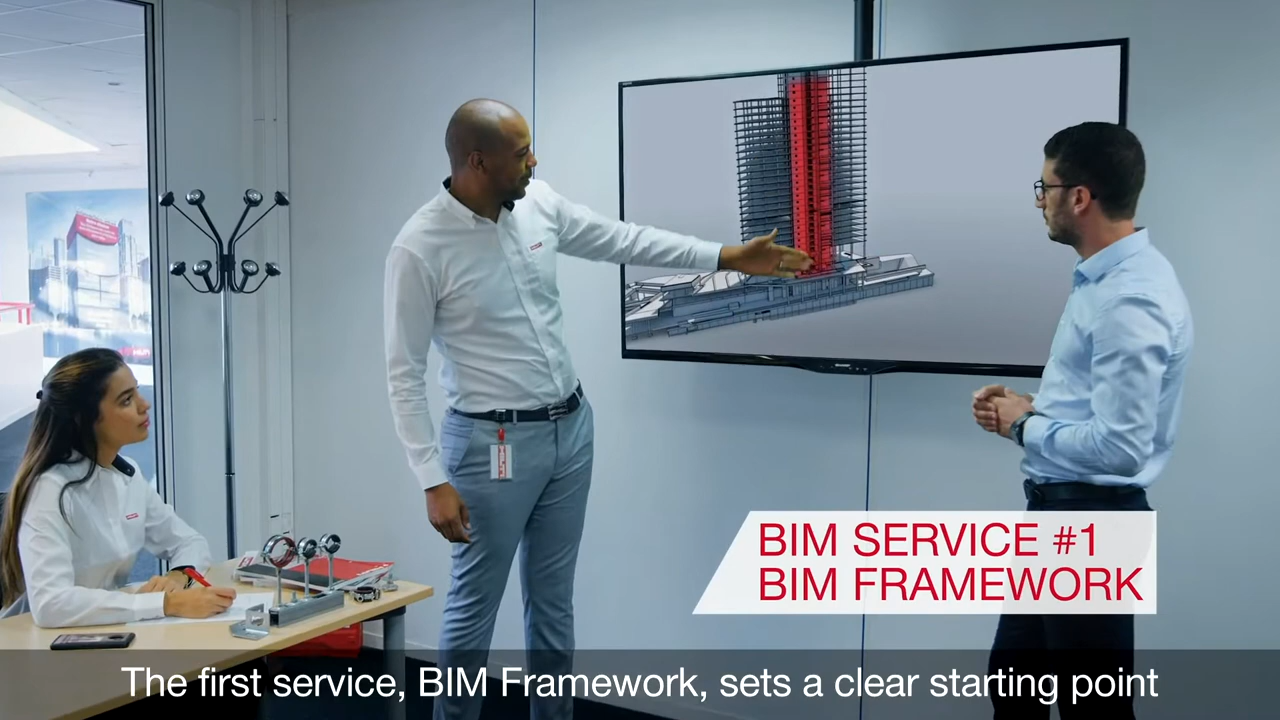 BIM SERVICE #1
BIM FRAMEWORK
The first service, BIM Framework, sets a clear starting point